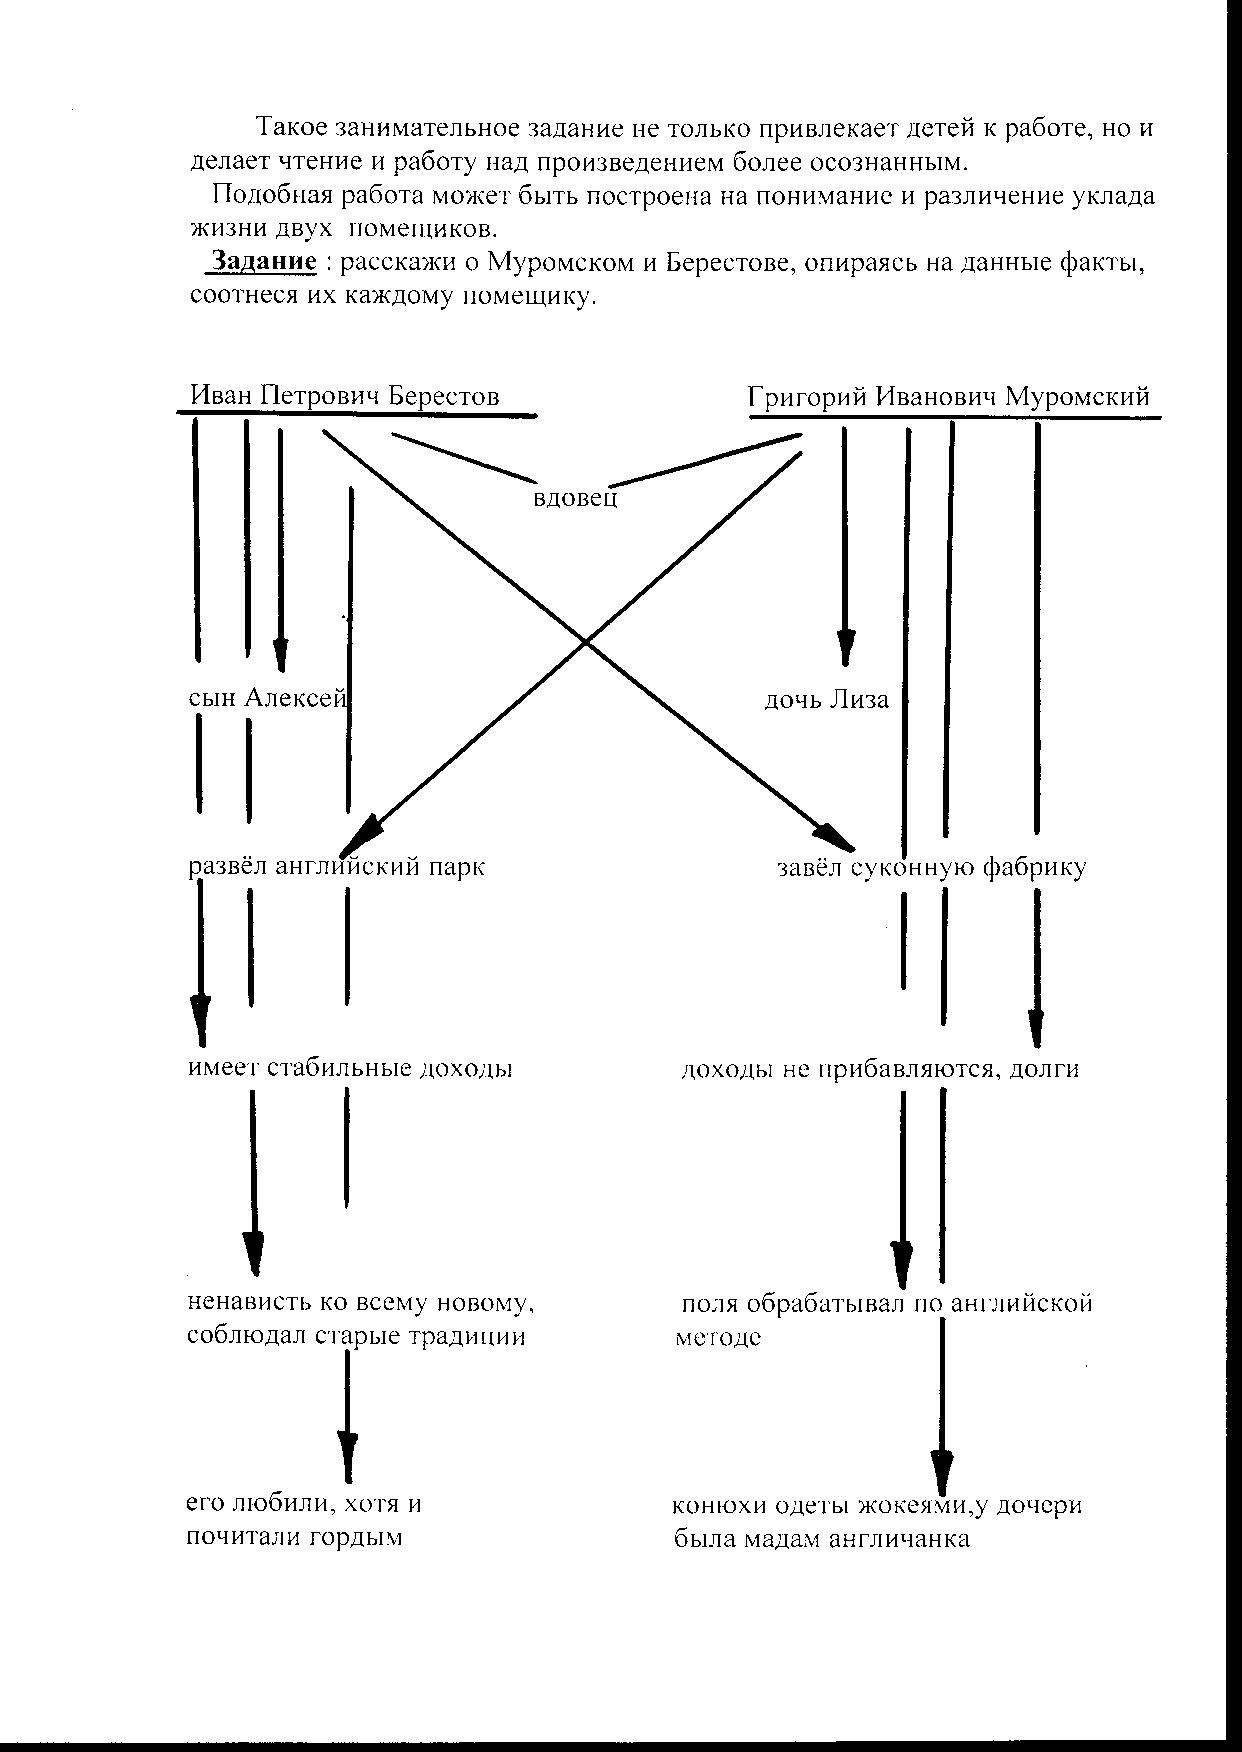 Такое занимательное задание не только привлекает детей к работе, но и
делает чтение и работу над произведением более осознанным.
Подобная работа может быть построена на понимание и различение уклада
жизни двух помещиков.
Задание : расскажи о Муромском и Берестове, опираясь на данные факты,
соотнеся их каждому помещику.
Иван Петрович Берестов Григорий Иванович Муромский
вдовец
сын Алексей дочь Лиза
развёл английский парк завёл суконную фабрику
имеет стабильные доходы доходы не прибавляются, долги
ненависть ко всему новому, поля обрабатывал по английской
соблюдал старые традиции методе
его любили, хотя и конюхи одеты жокеями,у дочери
почитали гордым была мадам англичанка